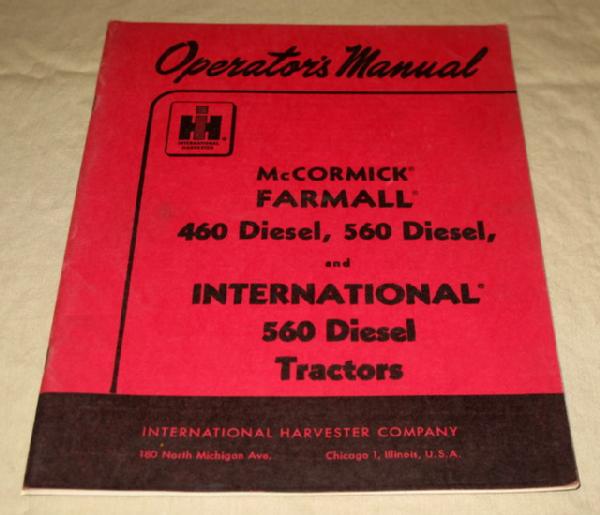 Operator's Manual
IH ®
INTERNATIONAL
HARVESTER
McCORMICK®
FARMALL®
460 Diesel, 560 Diesel,
and
INTERNATIONAL®
560 Diesel
Tractors
INTERNATIONAL HARVESTER COMPANY
180 North Michigan Ave. Chicago 1, Illinois, U.S.A.